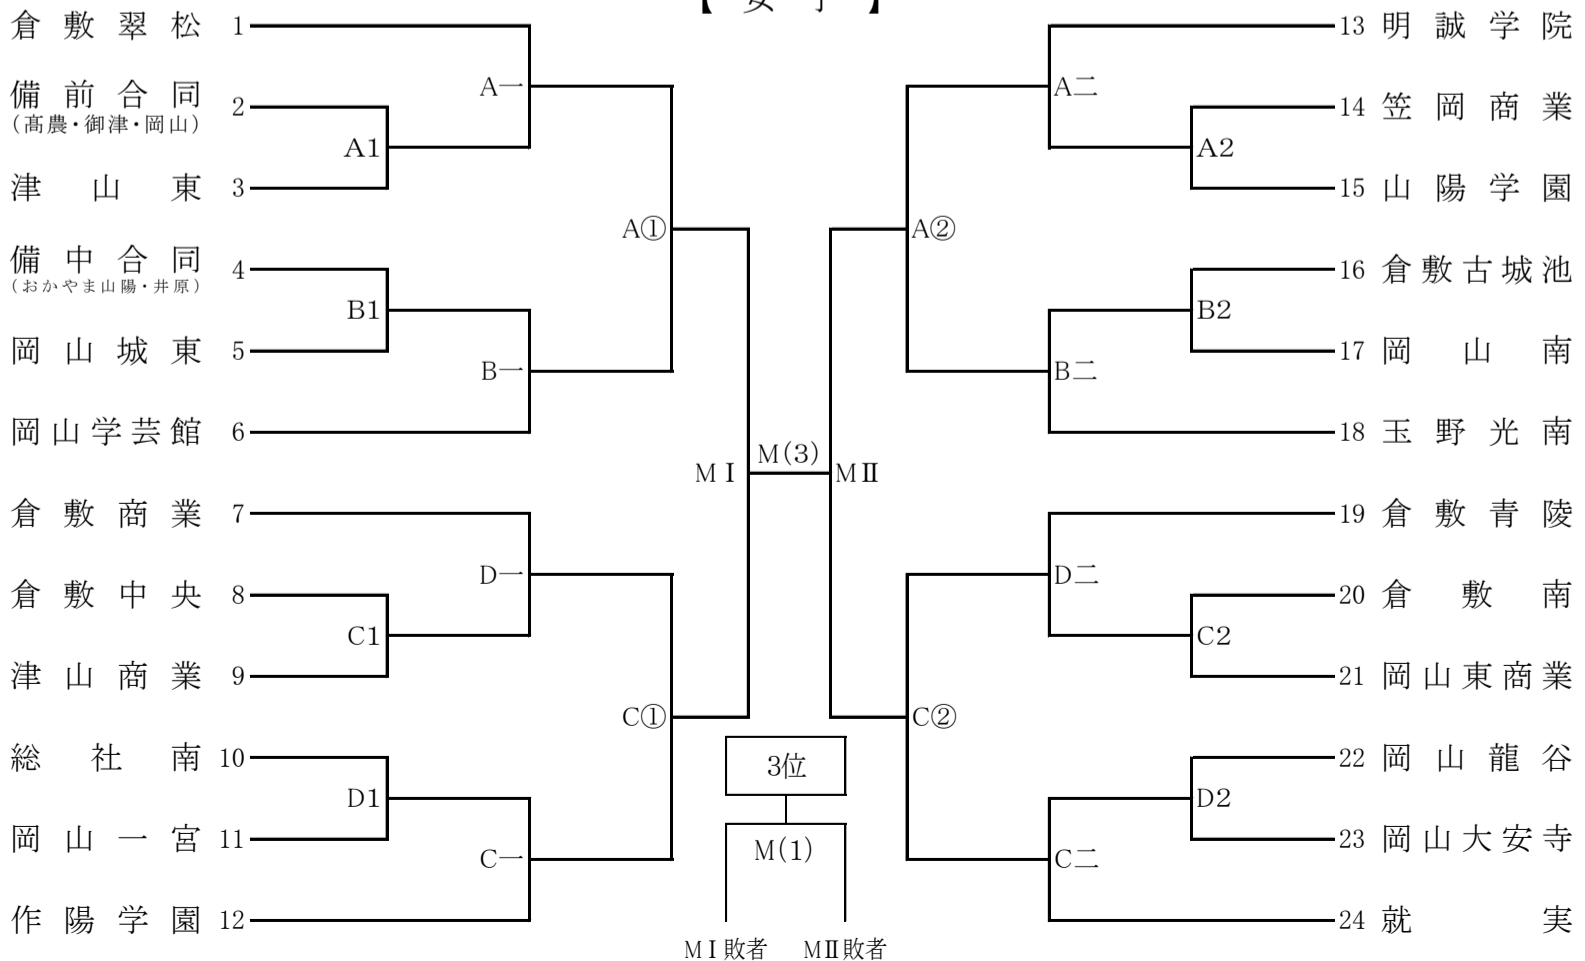 【 女 子 】
倉敷翠松 1
備前合同 2
(髙農・御津・岡山)
津山東 3
備中合同 4
(おかやま山陽・井原)
岡山城東 5
岡山学芸館 6
倉敷商業 7
倉敷中央 8
津山商業 9
総社南 10
岡山一宮 11
作陽学園 12
A一
A1
B1
B一
D一
C1
D1
C一
A①
C①
MⅠ
M(3)
MⅡ
3位
M(1)
MⅠ敗者 MⅡ敗者
A②
C②
A二
A2
B2
B二
D二
C2
D2
C二
13 明誠学院
14 笠岡商業
15 山陽学園
16 倉敷古城池
17 岡山南
18 玉野光南
19 倉敷青陵
20 倉敷南
21 岡山東商業
22 岡山龍谷
23 岡山大安寺
24 就実